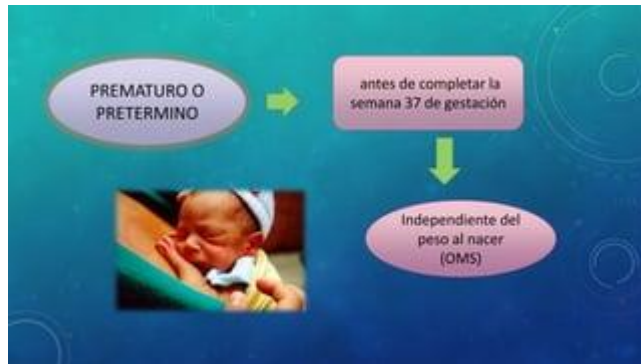 PREMATURO O
PRETERMINO
antes de completar la
semana 37 de gestación
Independiente del
peso al nacer
(OMS)